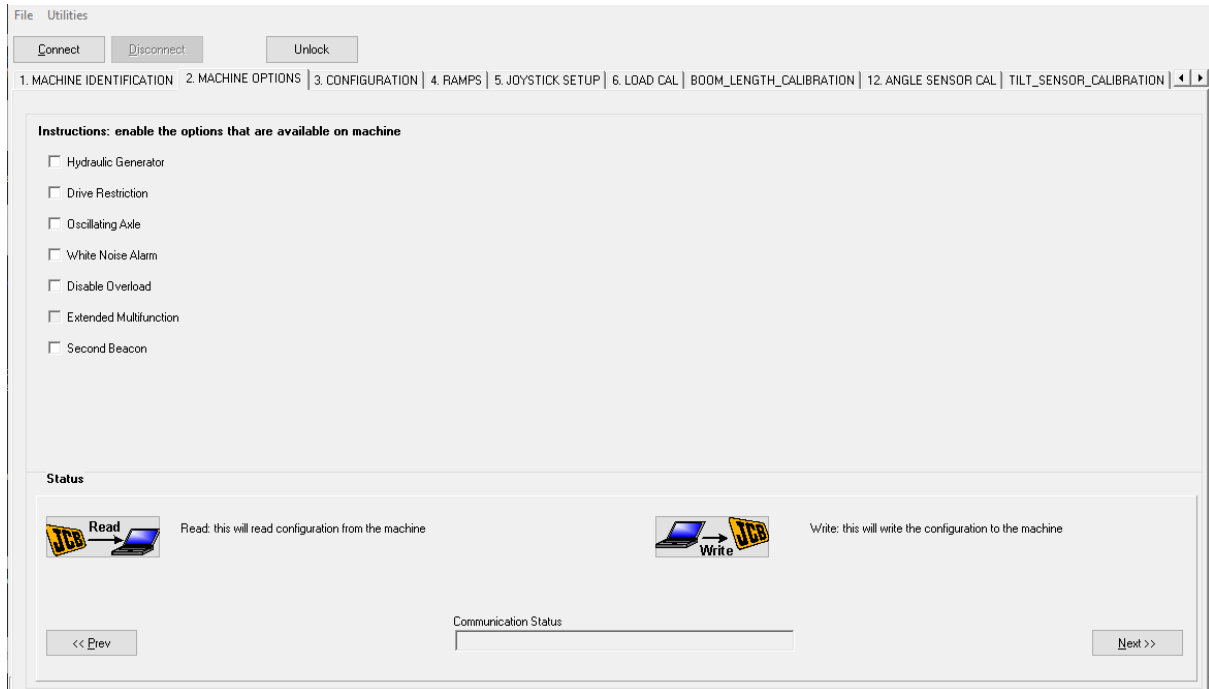 File Utilities
Connect Disconnect Unlock
1. MACHINE IDENTIFICATION 2. MACHINE OPTIONS 3. CONFIGURATION 4. RAMPS 5. JOYSTICK SETUP 6. LOAD CAL BOOM_LENGTH_CALIBRATION 12. ANGLE SENSOR CAL TILT_SENSOR_CALIBRATION
Instructions: enable the options that are available on machine
Hydraulic Generator
Drive Restriction
Oscillating Axle
White Noise Alarm
Disable Overload
Extended Multifunction
Second Beacon
Status
JCB Read Read: this will read configuration from the machine Write JCB Write: this will write the configuration to the machine
Communication Status
<< Prev Next >>